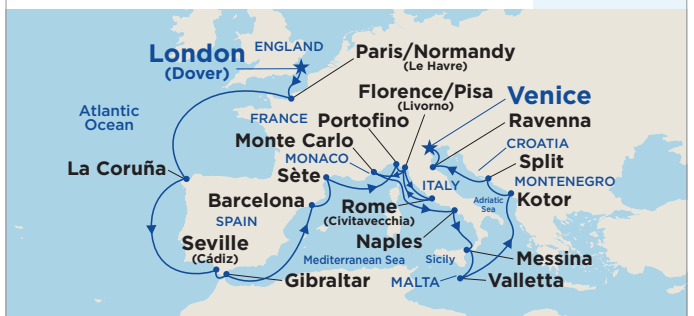 London
(Dover)
ENGLAND
Paris/Normandy
(Le Havre)
Florence/Pisa
(Livorno)
Venice
Atlantic
Ocean
FRANCE
Portofino
Ravenna
Monte Carlo
MONACO
CROATIA
La Coruña
Sète
Split
ITALY
MONTENEGRO
Barcelona
Rome
(Civitavecchia)
Adriatic
Sea
Kotor
SPAIN
Seville
(Cádiz)
Naples
Mediterranean Sea
Sicily
Messina
Gibraltar
MALTA
Valletta